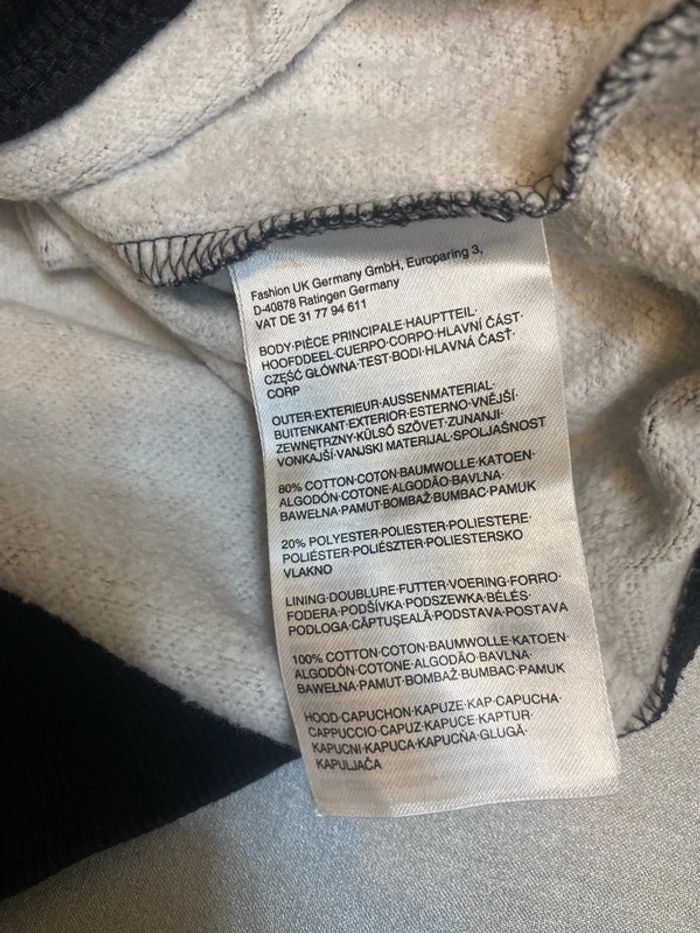 Fashion UK Germany GmbH, Europaring 3,
D-40878 Ratingen Germany
VAT DE 31 77 94 611
BODY·PIÈCE PRINCIPALE·HAUPTTEIL·
HOOFDDEEL·CUERPO·CORPO·HLAVNÍ ČÁST·
CZĘŚĆ GŁÓWNA·TEST·BODI·HLAVNÁ ČASŤ·
CORP
OUTER·EXTERIEUR·AUSSENMATERIAL·
BUITENKANT·EXTERIOR·ESTERNO·VNĚJŠÍ·
ZEWNĘTRZNY·KÜLSŐ SZÖVET·ZUNANJI·
VONKAJŠÍ·VANJSKI MATERIJAL·SPOLJAŠNOST
80% COTTON·COTON·BAUMWOLLE·KATOEN·
ALGODÓN·COTONE·ALGODÃO·BAVLNA·
BAWEŁNA·PAMUT·BOMBAŽ·BUMBAC·PAMUK
20% POLYESTER·POLIESTER·POLIESTERE·
POLIÉSTER·POLIÉSZTER·POLIESTERSKO
VLAKNO
LINING·DOUBLURE·FUTTER·VOERING·FORRO·
FODERA·PODŠÍVKA·PODSZEWKA·BÉLÉS·
PODLOGA·CĂPTUȘEALĂ·PODSTAVA·POSTAVA
100% COTTON·COTON·BAUMWOLLE·KATOEN·
ALGODÓN·COTONE·ALGODÃO·BAVLNA·
BAWEŁNA·PAMUT·BOMBAŽ·BUMBAC·PAMUK
HOOD·CAPUCHON·KAPUZE·KAP·CAPUCHA·
CAPPUCCIO·CAPUZ·KAPUCE·KAPTUR·
KAPUCNI·KAPUCA·KAPUCŇA·GLUGĂ·
KAPULJAČA